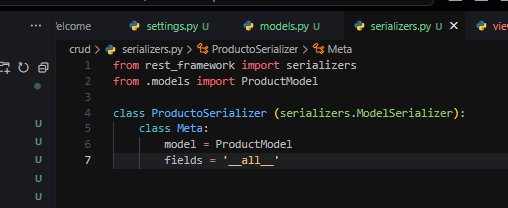 Welcome settings.py U models.py U serializers.py U
crud > serializers.py > ProductoSerializer > Meta
1 from rest_framework import serializers
2 from .models import ProductModel
3
4 class ProductoSerializer (serializers.ModelSerializer):
5 class Meta:
6 model = ProductModel
7 fields = '__all__'
U
U
U
U
U